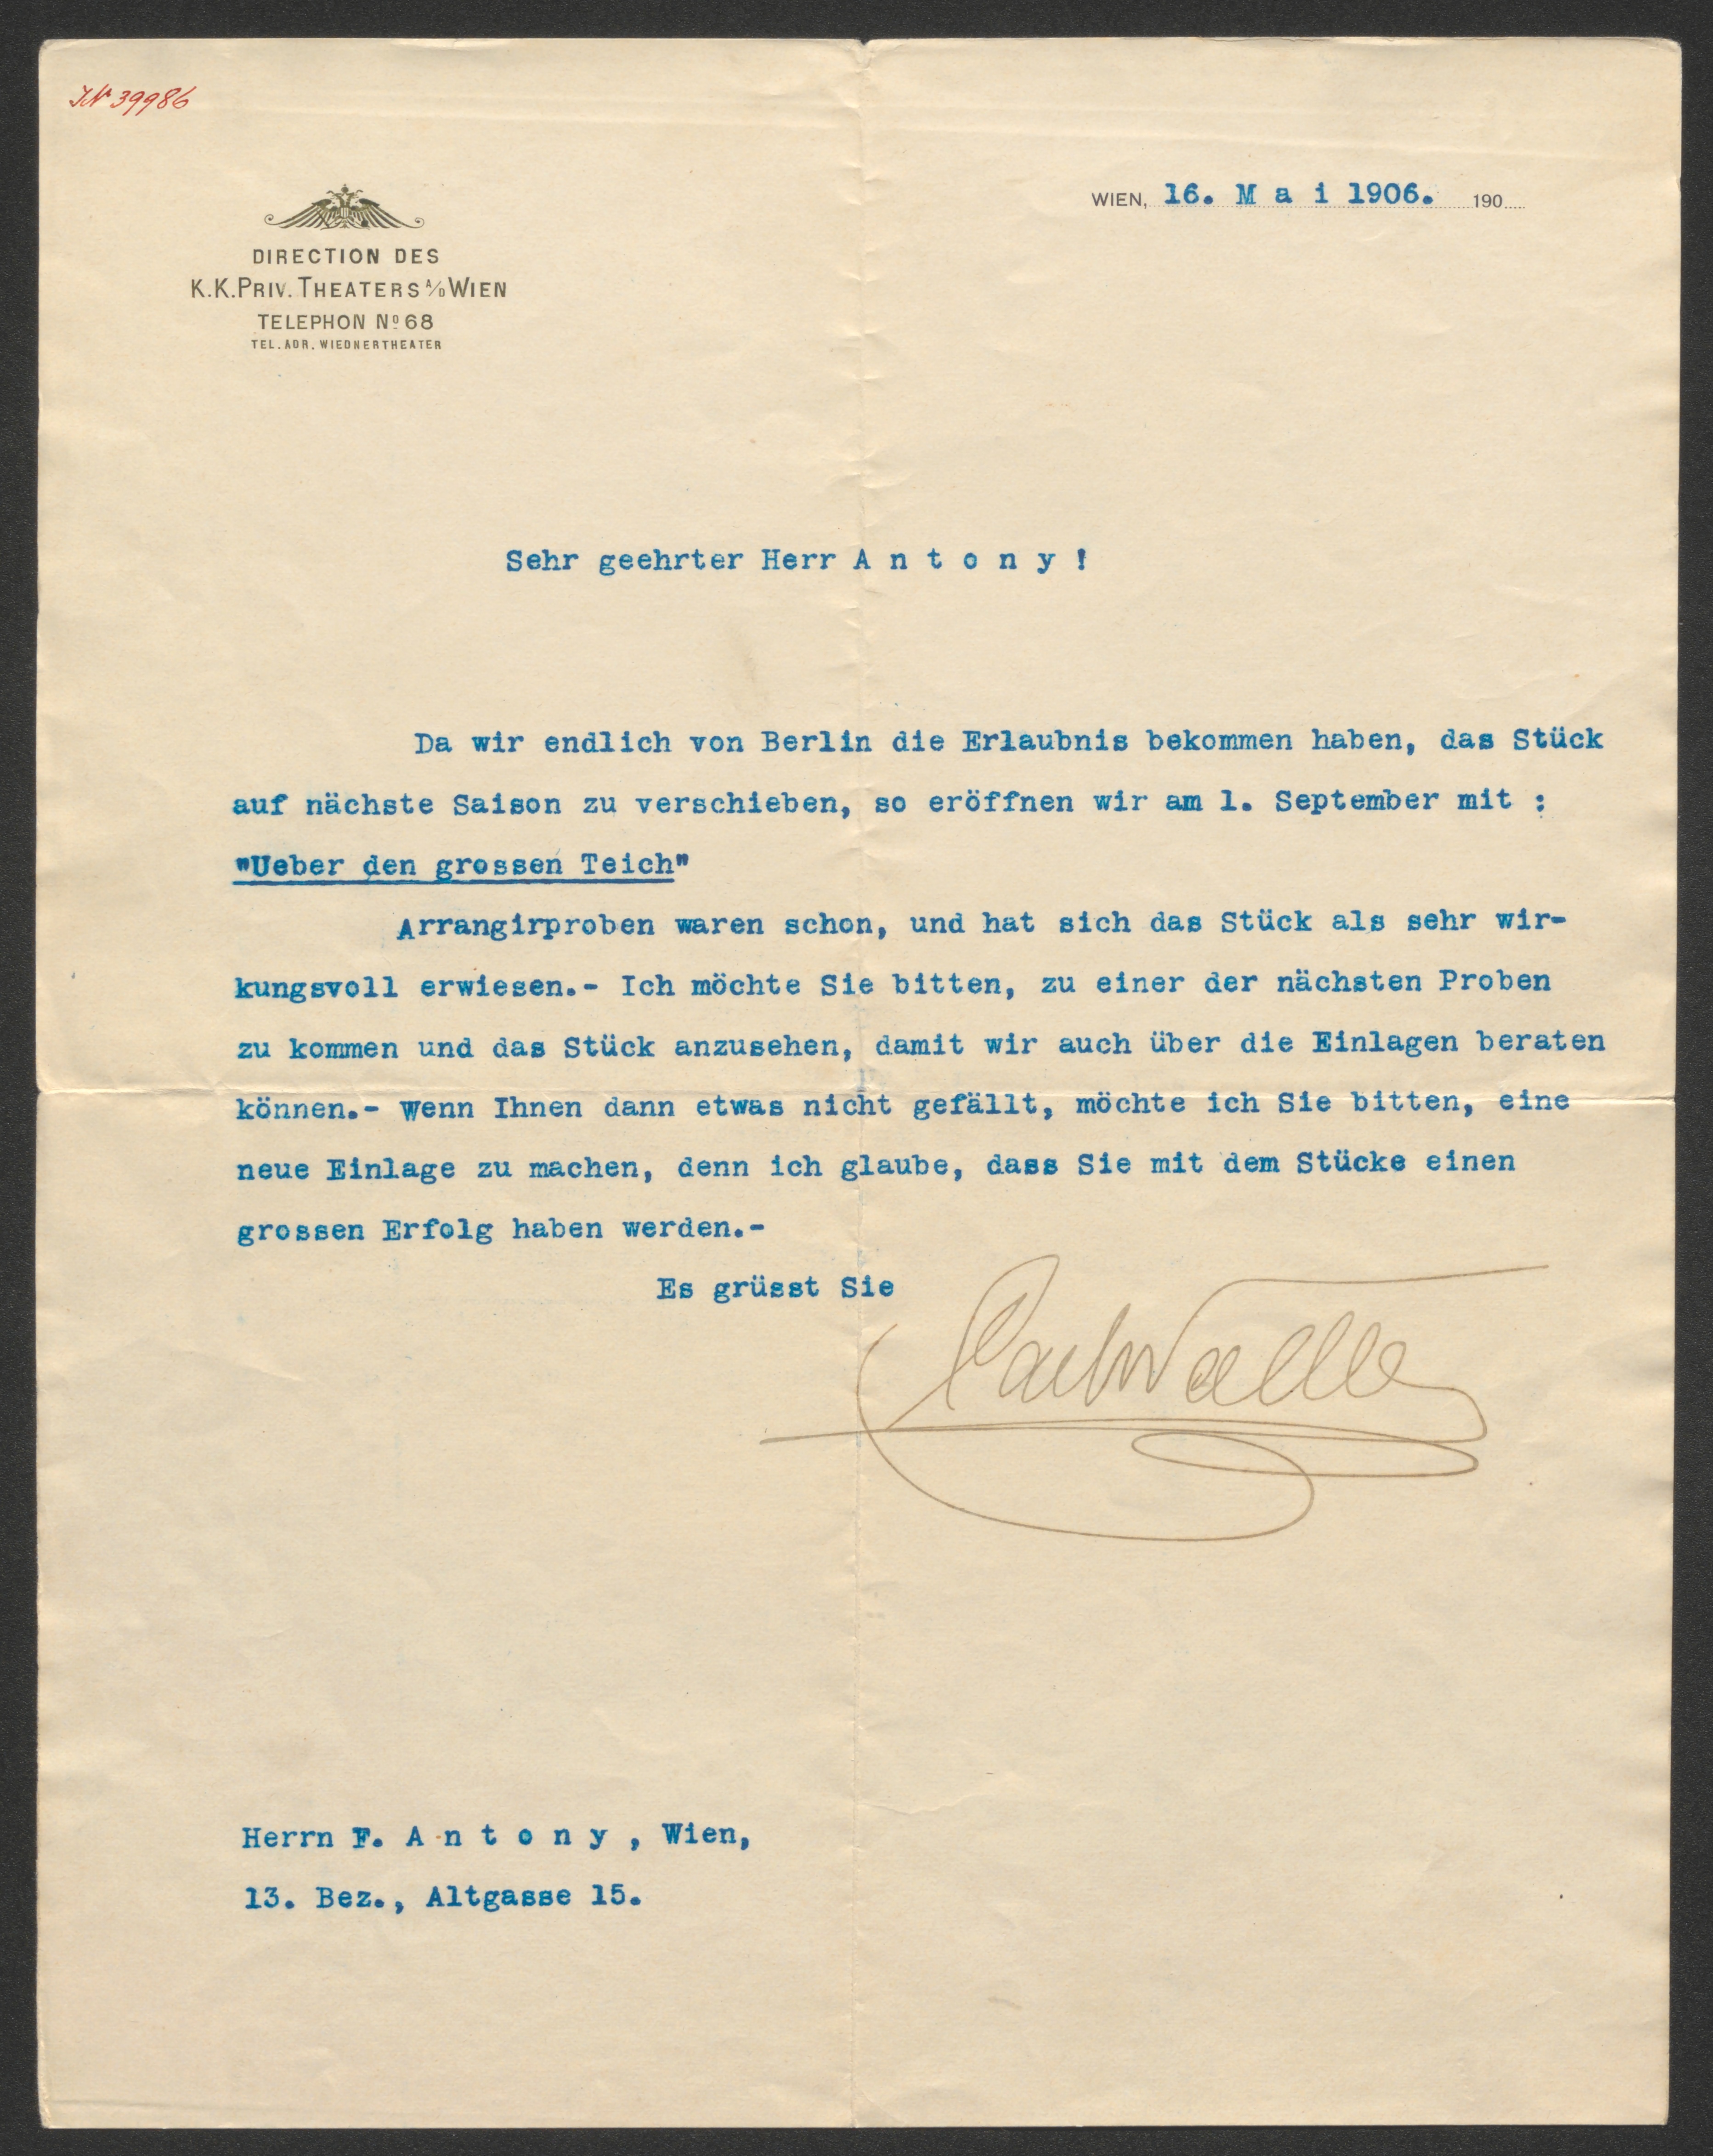 IN 39986
DIRECTION DES
K.K. PRIV. THEATERS A/D WIEN
TELEPHON No 68
TEL. ADR. WIEDNERTHEATER
WIEN, 16. M a i 1906. 190
Sehr geehrter Herr A n t o n y !
Da wir endlich von Berlin die Erlaubnis bekommen haben, das Stück
auf nächste Saison zu verschieben, so eröffnen wir am 1. September mit :
"Ueber den grossen Teich"
Arrangirproben waren schon, und hat sich das Stück als sehr wir-
kungsvoll erwiesen.- Ich möchte Sie bitten, zu einer der nächsten Proben
zu kommen und das Stück anzusehen, damit wir auch über die Einlagen beraten
können.- Wenn Ihnen dann etwas nicht gefällt, möchte ich Sie bitten, eine
neue Einlage zu machen, denn ich glaube, dass Sie mit dem Stücke einen
grossen Erfolg haben werden.-
Es grüsst Sie
Herrn F. A n t o n y , Wien,
13. Bez., Altgasse 15.